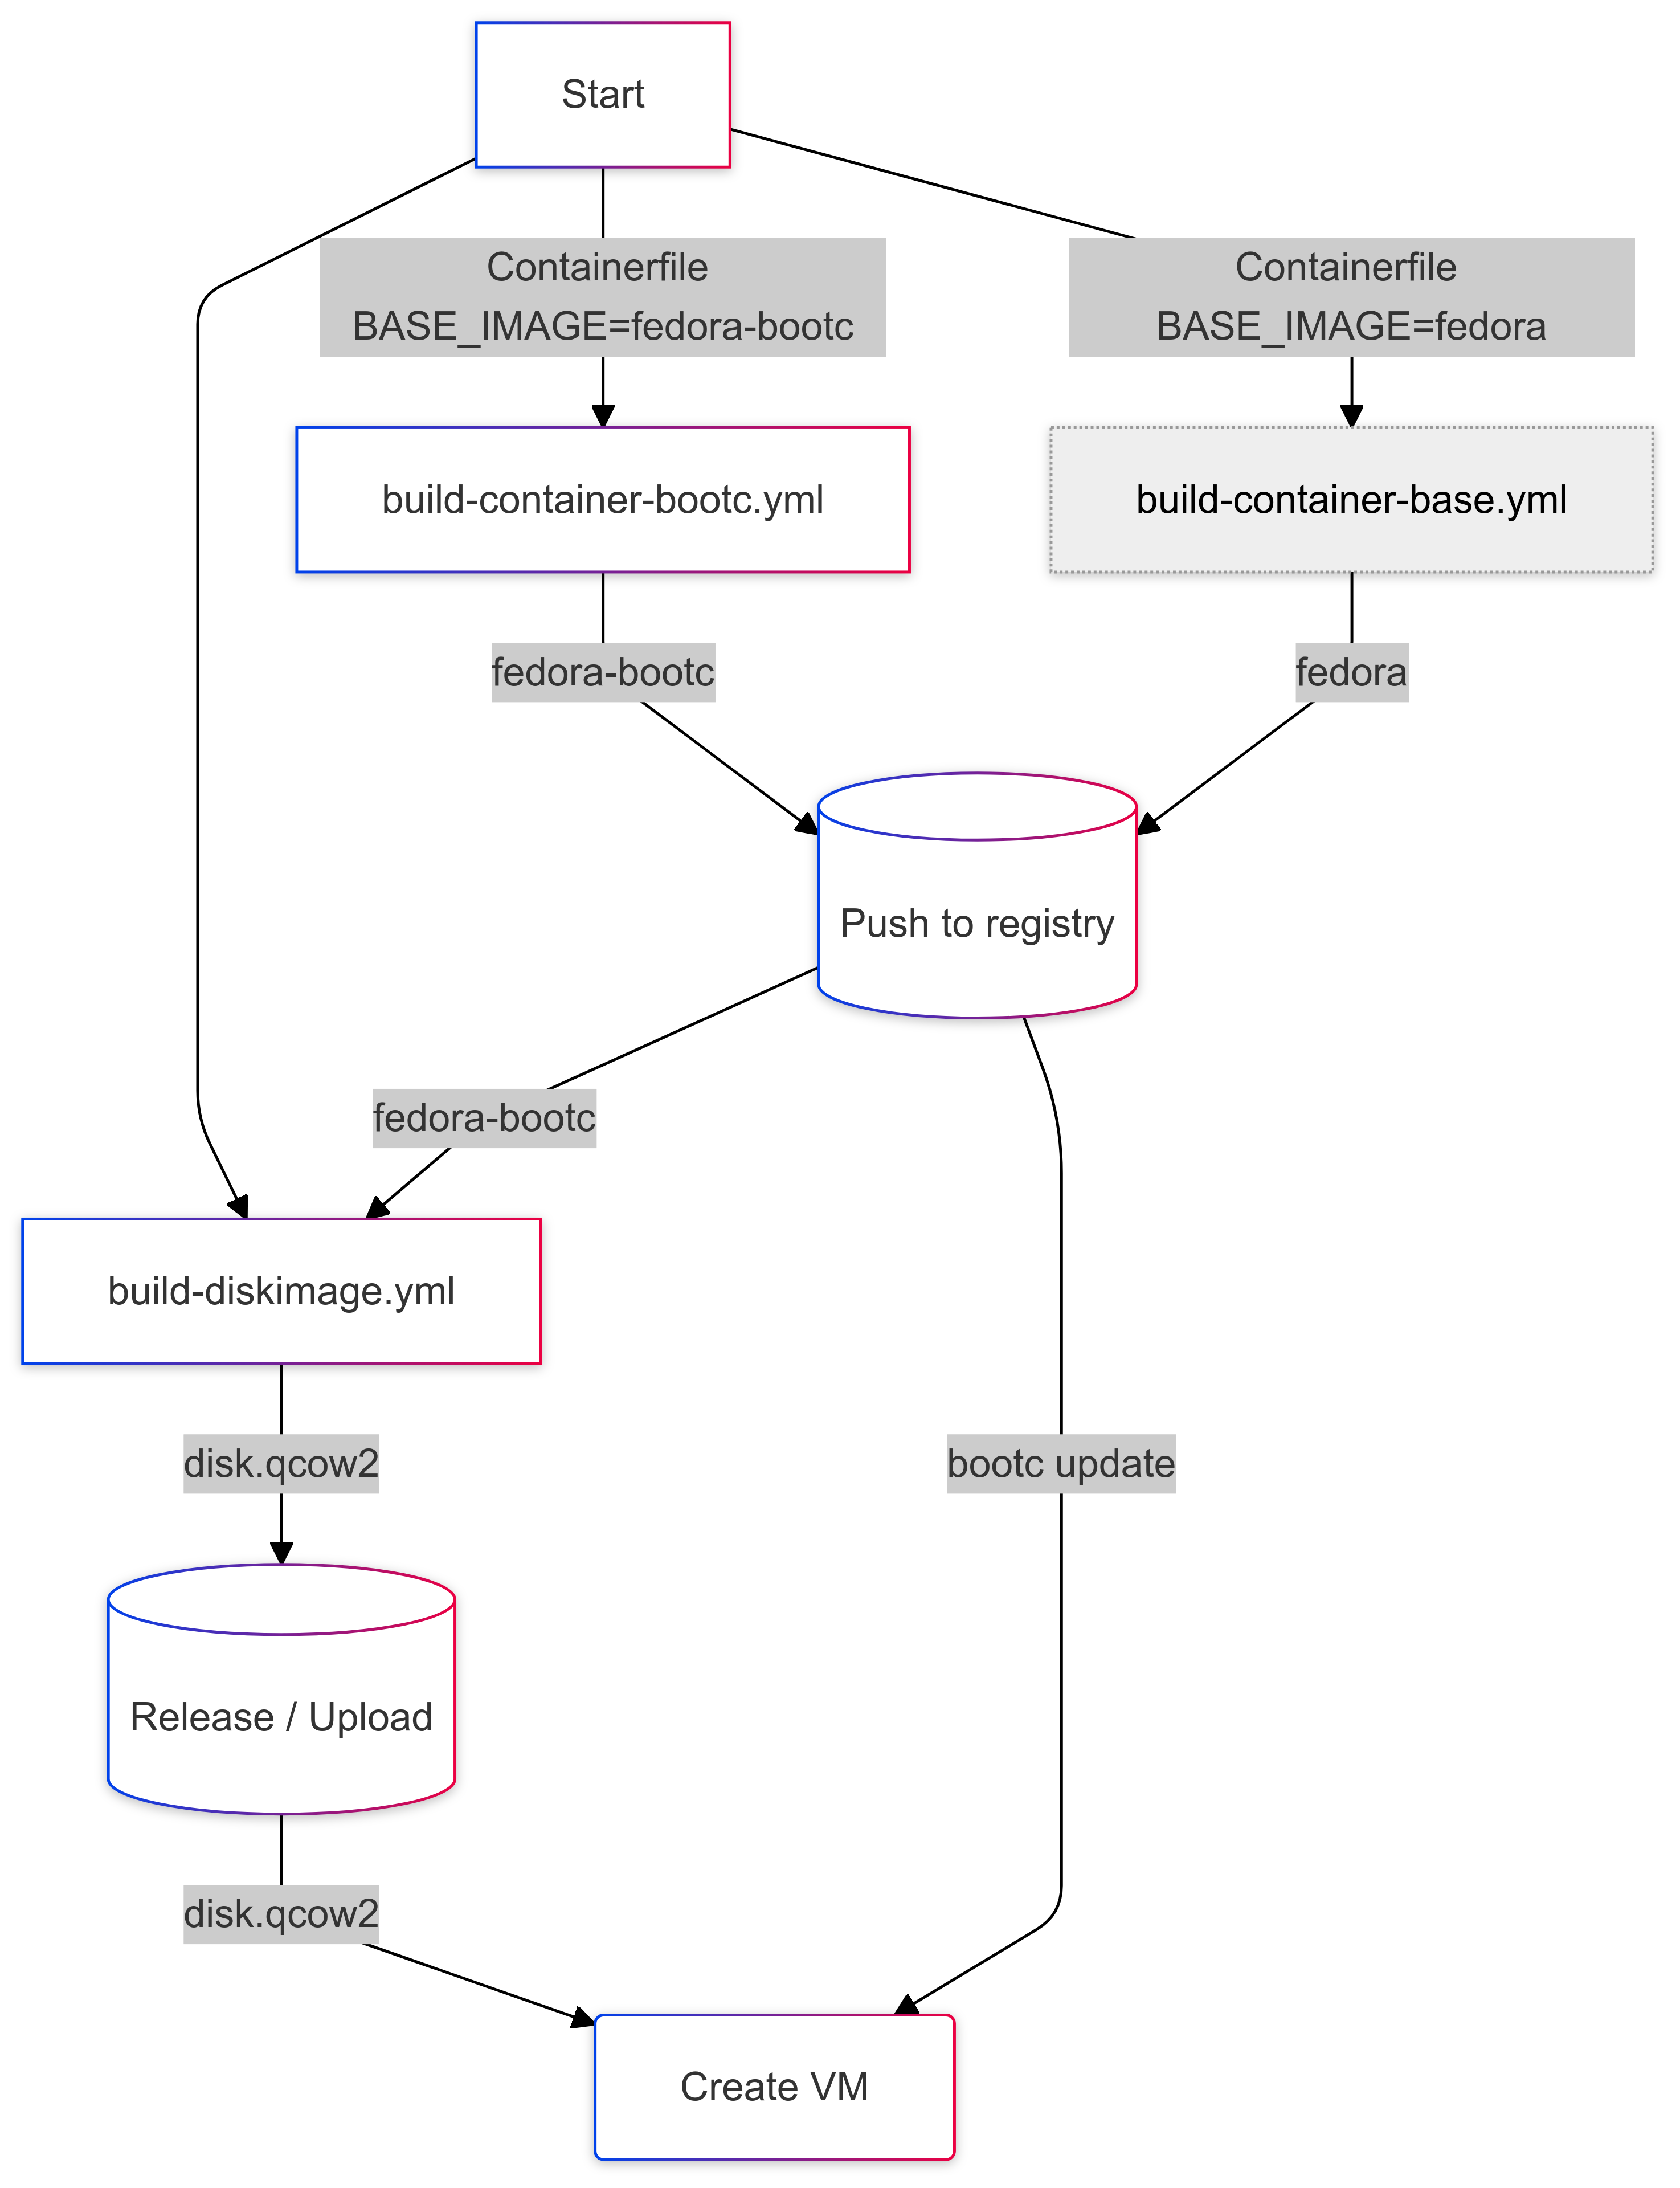 Start
Containerfile
BASE_IMAGE=fedora-bootc
Containerfile
BASE_IMAGE=fedora
build-container-bootc.yml
build-container-base.yml
fedora-bootc
fedora
Push to registry
fedora-bootc
build-diskimage.yml
disk.qcow2
bootc update
Release / Upload
disk.qcow2
Create VM